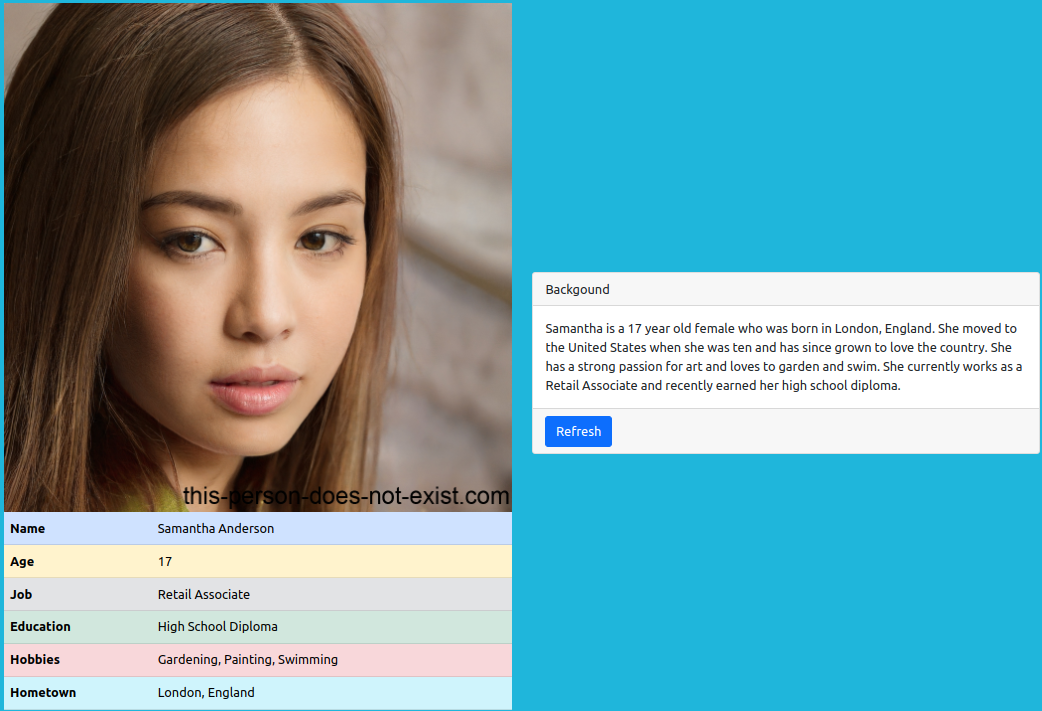 this-person-does-not-exist.com
Name Samantha Anderson
Age 17
Job Retail Associate
Education High School Diploma
Hobbies Gardening, Painting, Swimming
Hometown London, England
Backgound
Samantha is a 17 year old female who was born in London, England. She moved to
the United States when she was ten and has since grown to love the country. She
has a strong passion for art and loves to garden and swim. She currently works as a
Retail Associate and recently earned her high school diploma.
Refresh